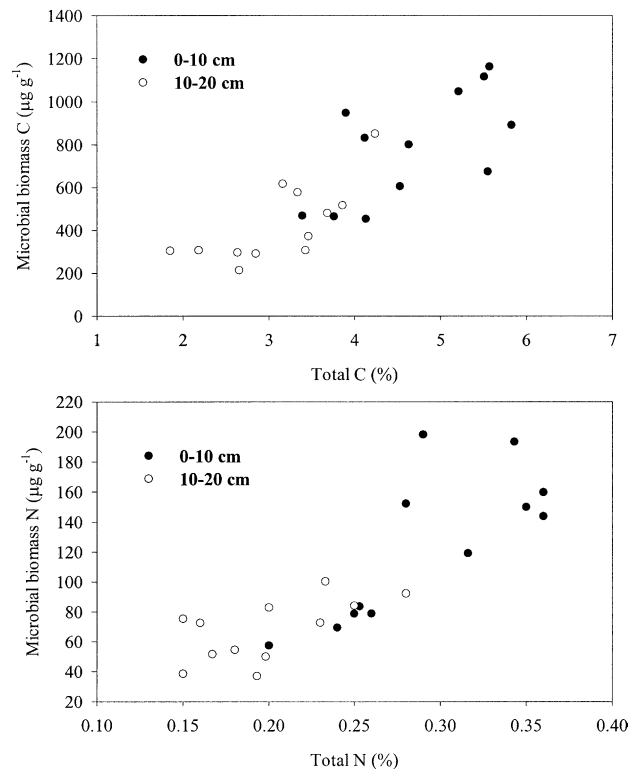 1400
1200
1000
800
600
400
200
0
Microbial biomass C (µg g⁻¹)
0-10 cm
10-20 cm
1 2 3 4 5 6 7
Total C (%)
220
200
180
160
140
120
100
80
60
40
20
Microbial biomass N (µg g⁻¹)
0-10 cm
10-20 cm
0.10 0.15 0.20 0.25 0.30 0.35 0.40
Total N (%)